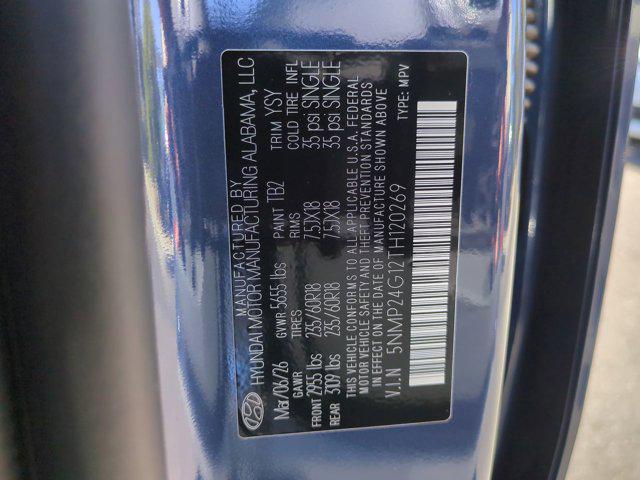 MANUFACTURED BY
HYUNDAI MOTOR MANUFACTURING ALABAMA, LLC
Mar/06/26 GVWR 5655 lbs PAINT TB2 TRIM YSY
GAWR TIRES RIMS COLD TIRE INFL
FRONT 2955 lbs 235/60R18 7.5JX18 35 psi SINGLE
REAR 3109 lbs 235/60R18 7.5JX18 35 psi SINGLE
THIS VEHICLE CONFORMS TO ALL APPLICABLE U.S.A. FEDERAL
MOTOR VEHICLE SAFETY AND THEFT PREVENTION STANDARDS
IN EFFECT ON THE DATE OF MANUFACTURE SHOWN ABOVE
V.I.N 5NMP24G12TH120269 TYPE: MPV